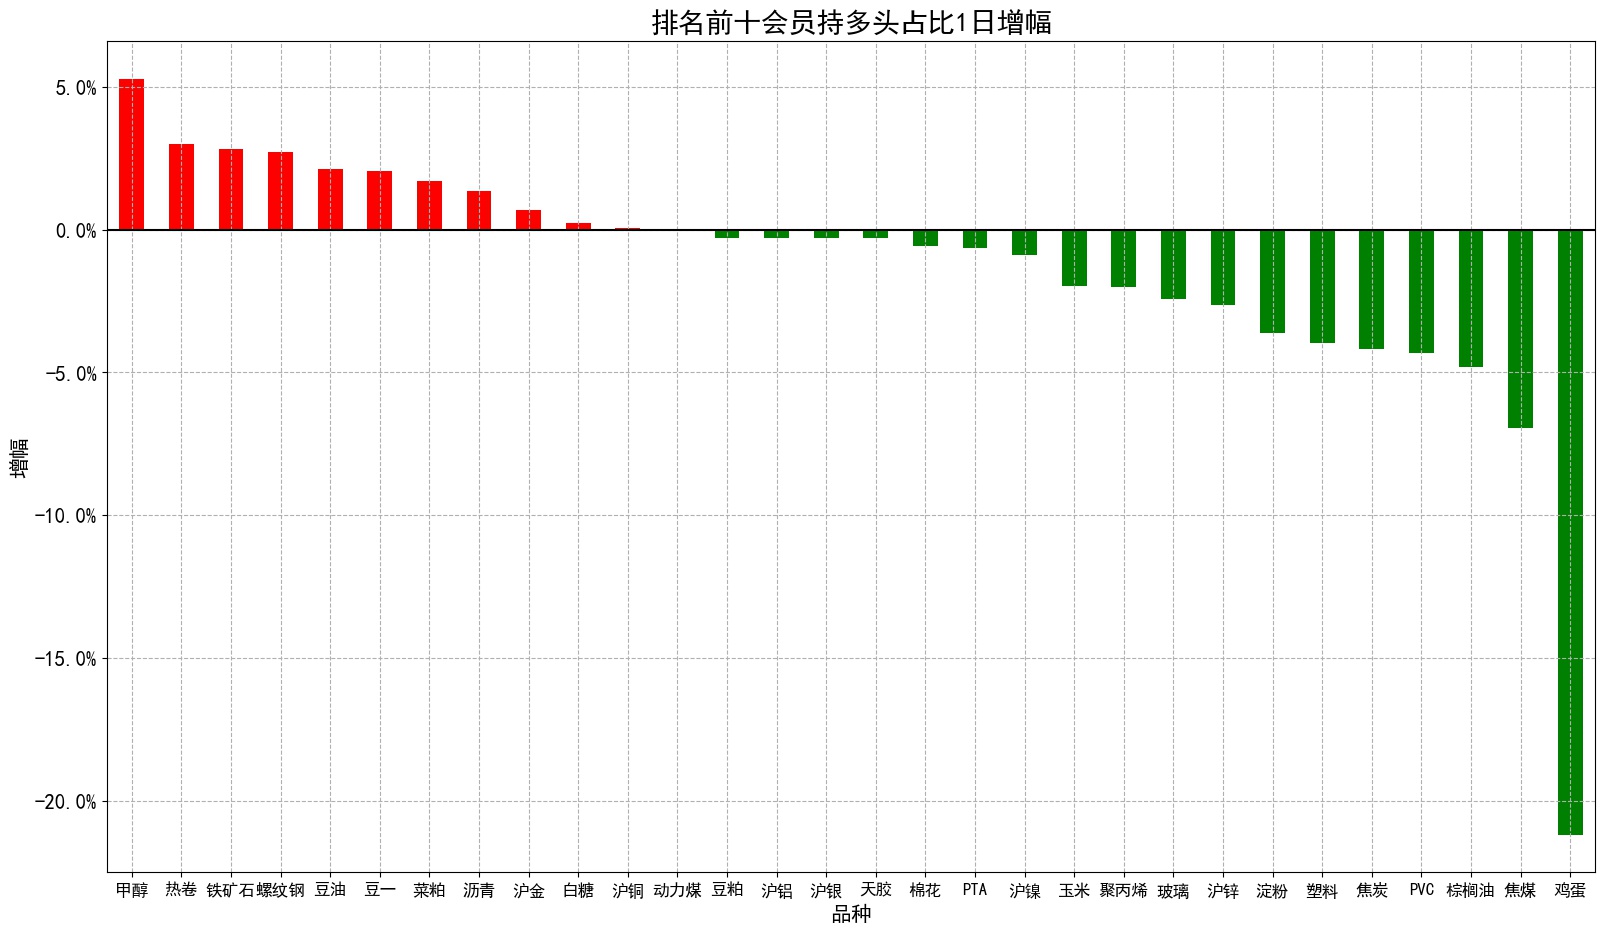 排名前十会员持多头占比1日增幅
5.0%
0.0%
-5.0%
-10.0%
-15.0%
-20.0%
增幅
甲醇 热卷 铁矿石 螺纹钢 豆油 豆一 菜粕 沥青 沪金 白糖 沪铜 动力煤 豆粕 沪铝 沪银 天胶 棉花 PTA 沪镍 玉米 聚丙烯 玻璃 沪锌 淀粉 塑料 焦炭 PVC 棕榈油 焦煤 鸡蛋
品种